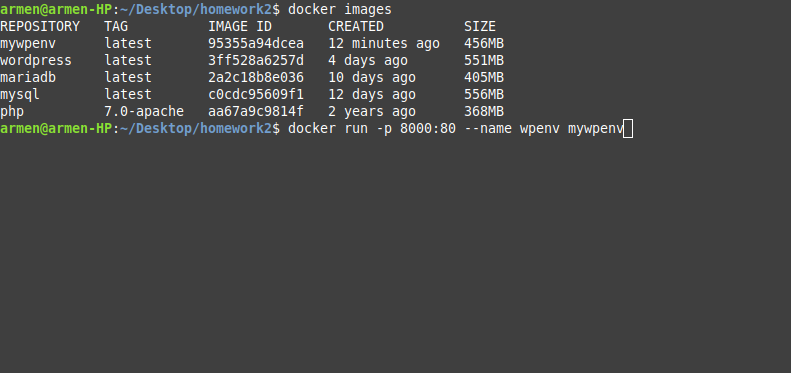 armen@armen-HP:~/Desktop/homework2$ docker images
REPOSITORY   TAG          IMAGE ID       CREATED          SIZE
mywpenv      latest       95355a94dcea   12 minutes ago   456MB
wordpress    latest       3ff528a6257d   4 days ago       551MB
mariadb      latest       2a2c18b8e036   10 days ago      405MB
mysql        latest       c0cdc95609f1   12 days ago      556MB
php          7.0-apache   aa67a9c9814f   2 years ago      368MB
armen@armen-HP:~/Desktop/homework2$ docker run -p 8000:80 --name wpenv mywpenv